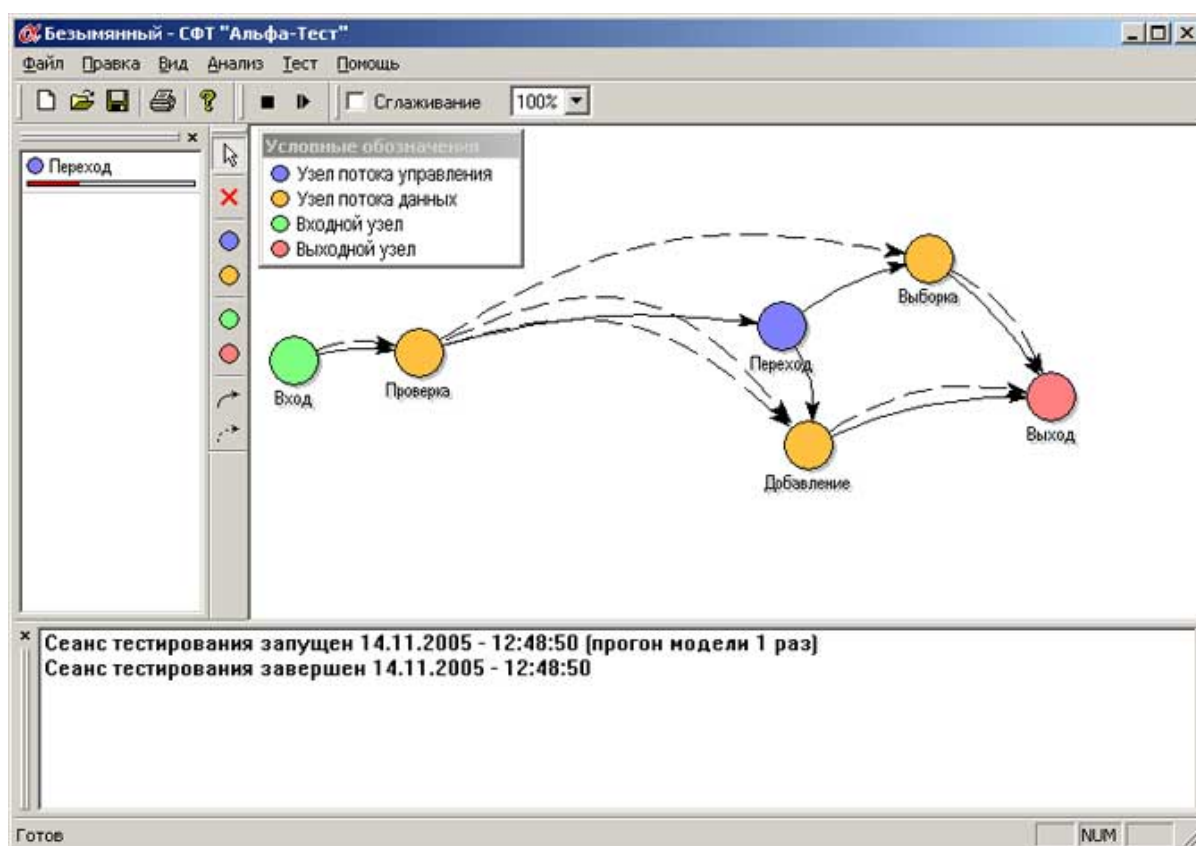 Безымянный - СФТ "Альфа-Тест"
Файл Правка Вид Анализ Тест Помощь
Сглаживание 100%
Переход
Условные обозначения
Узел потока управления
Узел потока данных
Входной узел
Выходной узел
Вход
Проверка
Переход
Выборка
Добавление
Выход
Сеанс тестирования запущен 14.11.2005 - 12:48:50 (прогон модели 1 раз)
Сеанс тестирования завершен 14.11.2005 - 12:48:50
Готов
NUM